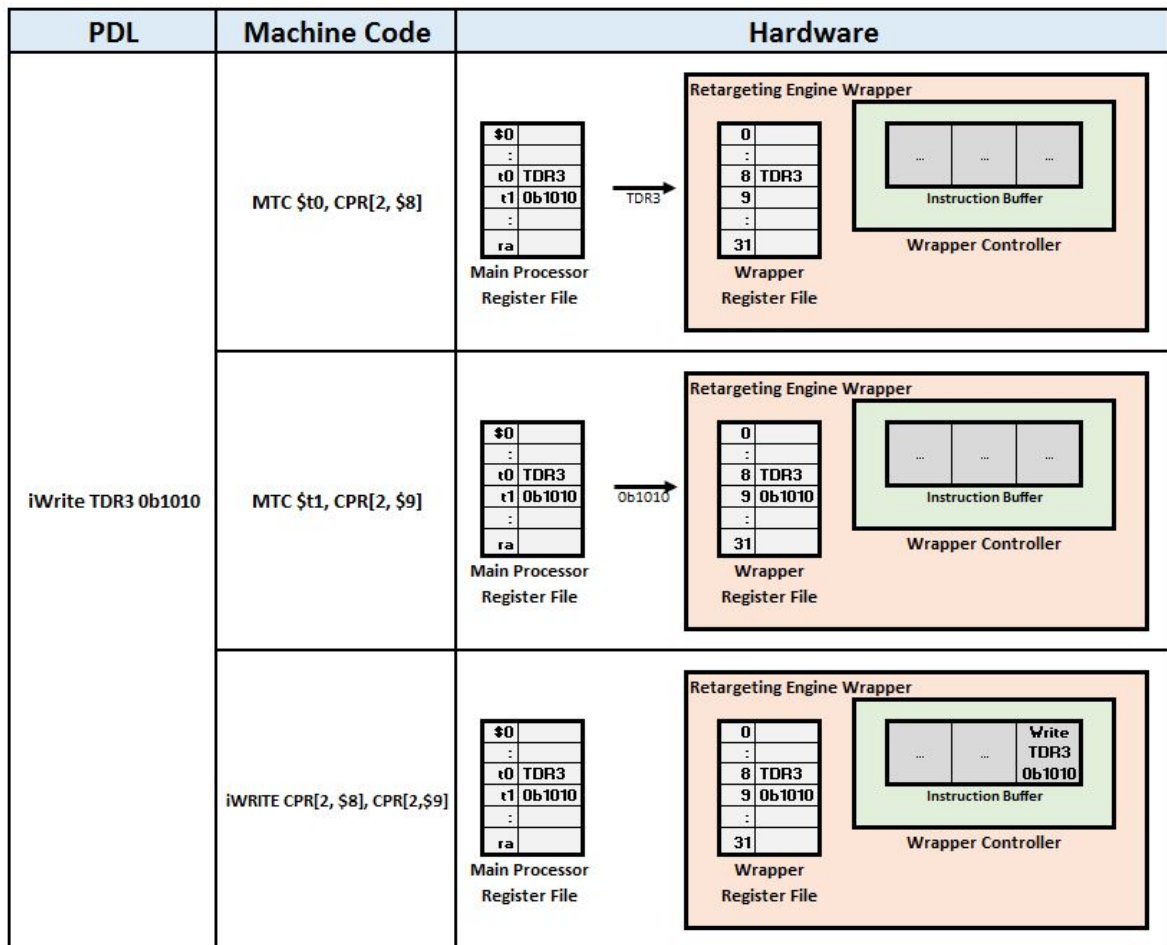 PDL
Machine Code
Hardware
iWrite TDR3 0b1010
MTC $t0, CPR[2, $8]
$0
:
t0 TDR3
t1 0b1010
:
ra
Main Processor
Register File
TDR3
Retargeting Engine Wrapper
0
:
8 TDR3
9
:
31
Wrapper
Register File
... ... ...
Instruction Buffer
Wrapper Controller
MTC $t1, CPR[2, $9]
$0
:
t0 TDR3
t1 0b1010
:
ra
Main Processor
Register File
0b1010
Retargeting Engine Wrapper
0
:
8 TDR3
9 0b1010
:
31
Wrapper
Register File
... ... ...
Instruction Buffer
Wrapper Controller
iWRITE CPR[2, $8], CPR[2,$9]
$0
:
t0 TDR3
t1 0b1010
:
ra
Main Processor
Register File
Retargeting Engine Wrapper
0
:
8 TDR3
9 0b1010
:
31
Wrapper
Register File
... ... Write
TDR3
0b1010
Instruction Buffer
Wrapper Controller